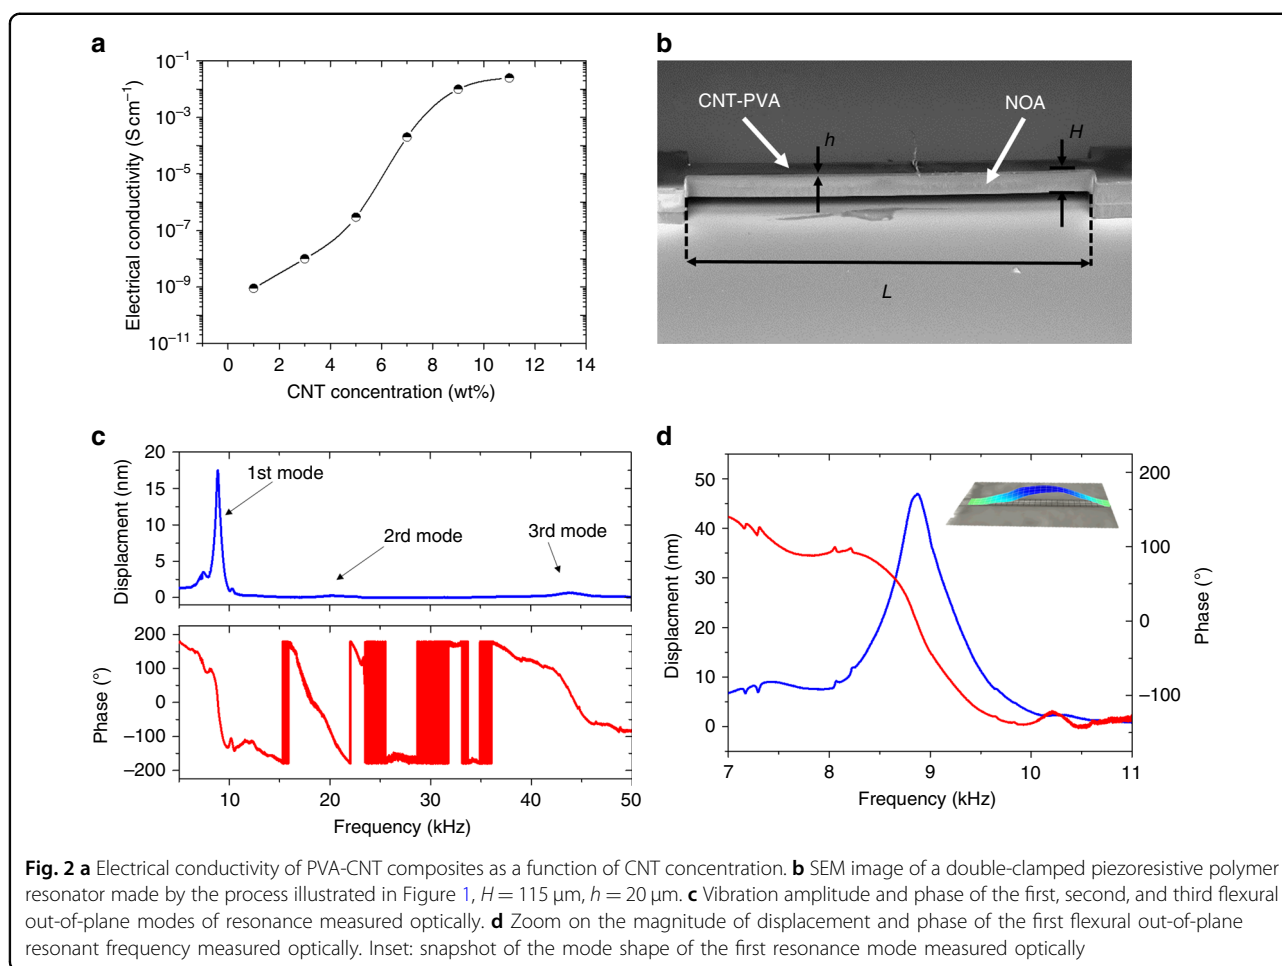 a
10⁻¹
10⁻³
10⁻⁵
10⁻⁷
10⁻⁹
10⁻¹¹
Electrical conductivity (S cm⁻¹)
0 2 4 6 8 10 12 14
CNT concentration (wt%)
b
CNT-PVA
NOA
h
H
L
c
20
15
10
5
0
Displacment (nm)
1st mode
2rd mode
3rd mode
200
100
0
−100
−200
Phase (°)
10 20 30 40 50
Frequency (kHz)
d
50
40
30
20
10
0
Displacment (nm)
200
100
0
−100
Phase (°)
7 8 9 10 11
Frequency (kHz)
Fig. 2 a Electrical conductivity of PVA-CNT composites as a function of CNT concentration. b SEM image of a double-clamped piezoresistive polymer
resonator made by the process illustrated in Figure 1, H = 115 μm, h = 20 μm. c Vibration amplitude and phase of the first, second, and third flexural
out-of-plane modes of resonance measured optically. d Zoom on the magnitude of displacement and phase of the first flexural out-of-plane
resonant frequency measured optically. Inset: snapshot of the mode shape of the first resonance mode measured optically